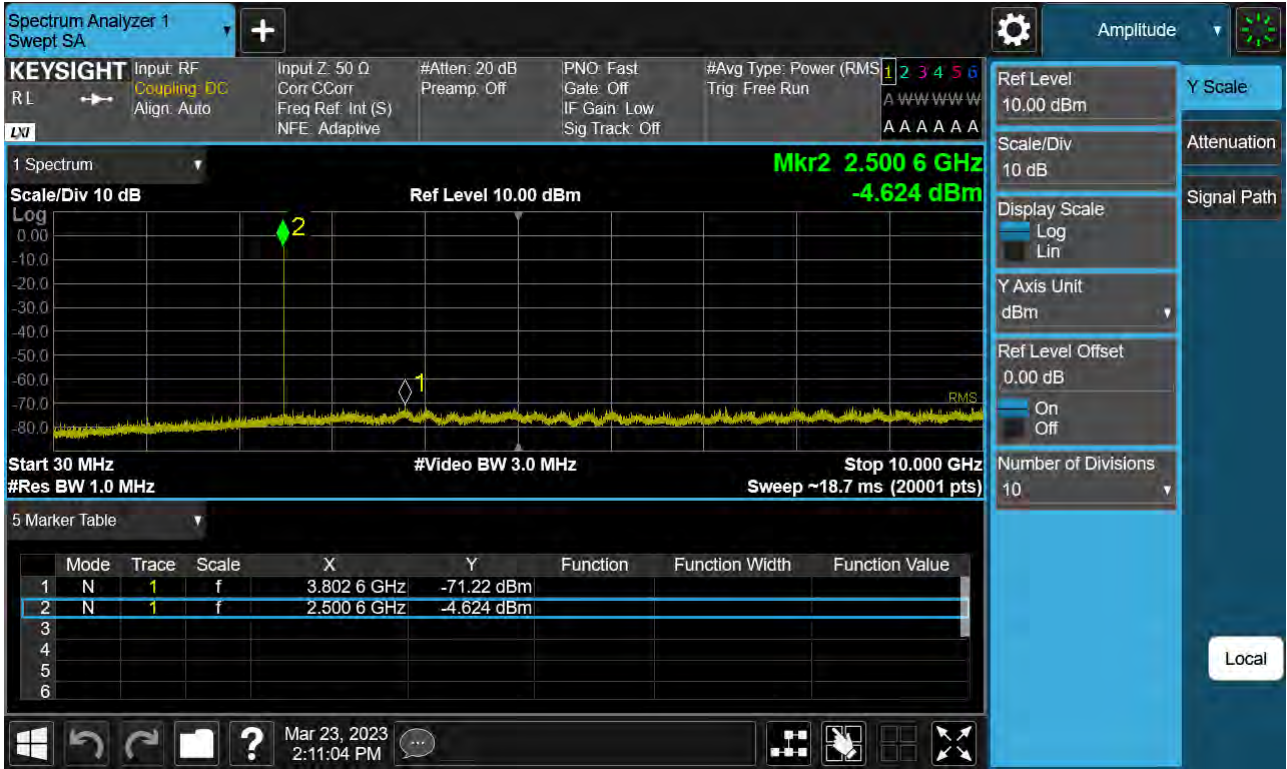 Spectrum Analyzer 1
Swept SA
+
Amplitude
KEYSIGHT
R L
LXI
Input: RF
Coupling: DC
Align: Auto
Input Z: 50 Ω
Corr CCorr
Freq Ref: Int (S)
NFE: Adaptive
#Atten: 20 dB
Preamp: Off
PNO: Fast
Gate: Off
IF Gain: Low
Sig Track: Off
#Avg Type: Power (RMS
Trig: Free Run
1 2 3 4 5 6
A W W W W W
A A A A A A
1 Spectrum
Mkr2 2.500 6 GHz
-4.624 dBm
Scale/Div 10 dB
Ref Level 10.00 dBm
Log
0.00
-10.0
-20.0
-30.0
-40.0
-50.0
-60.0
-70.0
-80.0
2
1
RMS
Start 30 MHz
#Video BW 3.0 MHz
Stop 10.000 GHz
#Res BW 1.0 MHz
Sweep ~18.7 ms (20001 pts)
5 Marker Table
Mode Trace Scale X Y Function Function Width Function Value
1 N 1 f 3.802 6 GHz -71.22 dBm
2 N 1 f 2.500 6 GHz -4.624 dBm
3
4
5
6
?
Mar 23, 2023
2:11:04 PM
Ref Level
10.00 dBm
Scale/Div
10 dB
Display Scale
Log
Lin
Y Axis Unit
dBm
Ref Level Offset
0.00 dB
On
Off
Number of Divisions
10
Y Scale
Attenuation
Signal Path
Local